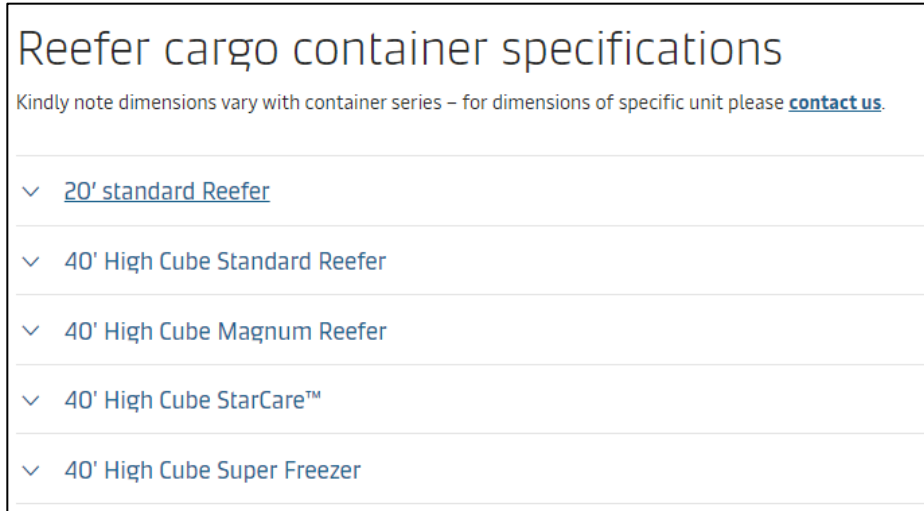 Reefer cargo container specifications
Kindly note dimensions vary with container series – for dimensions of specific unit please contact us.
20′ standard Reefer
40' High Cube Standard Reefer
40' High Cube Magnum Reefer
40' High Cube StarCare™
40' High Cube Super Freezer